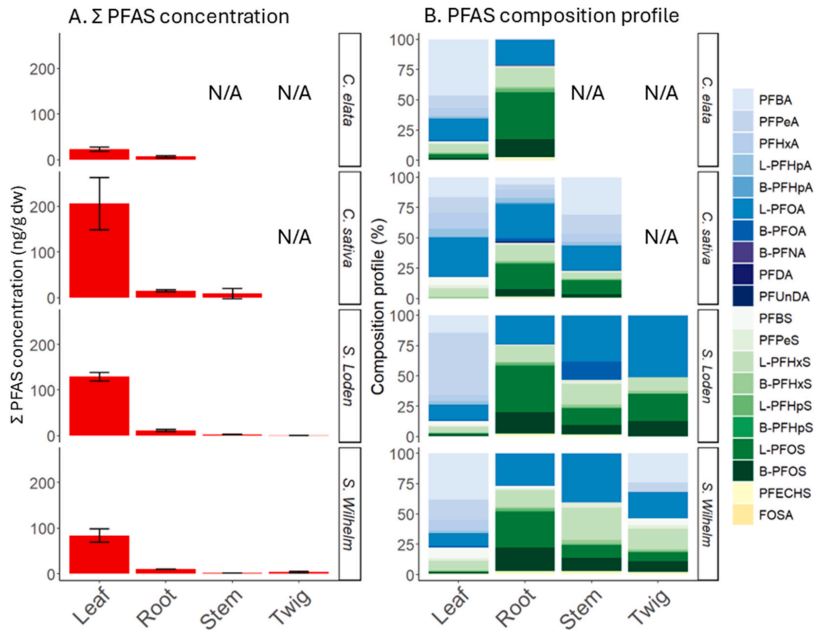 A. Σ PFAS concentration
B. PFAS composition profile
Σ PFAS concentration (ng/g dw)
200
100
0
N/A
N/A
C. elata
200
100
0
N/A
C. sativa
200
100
0
S. Loden
200
100
0
S. Wilhelm
Leaf
Root
Stem
Twig
Composition profile (%)
100
75
50
25
0
N/A
N/A
C. elata
100
75
50
25
0
N/A
C. sativa
100
75
50
25
0
S. Loden
100
75
50
25
0
S. Wilhelm
Leaf
Root
Stem
Twig
PFBA
PFPeA
PFHxA
L-PFHpA
B-PFHpA
L-PFOA
B-PFOA
B-PFNA
PFDA
PFUnDA
PFBS
PFPeS
L-PFHxS
B-PFHxS
L-PFHpS
B-PFHpS
L-PFOS
B-PFOS
PFECHS
FOSA